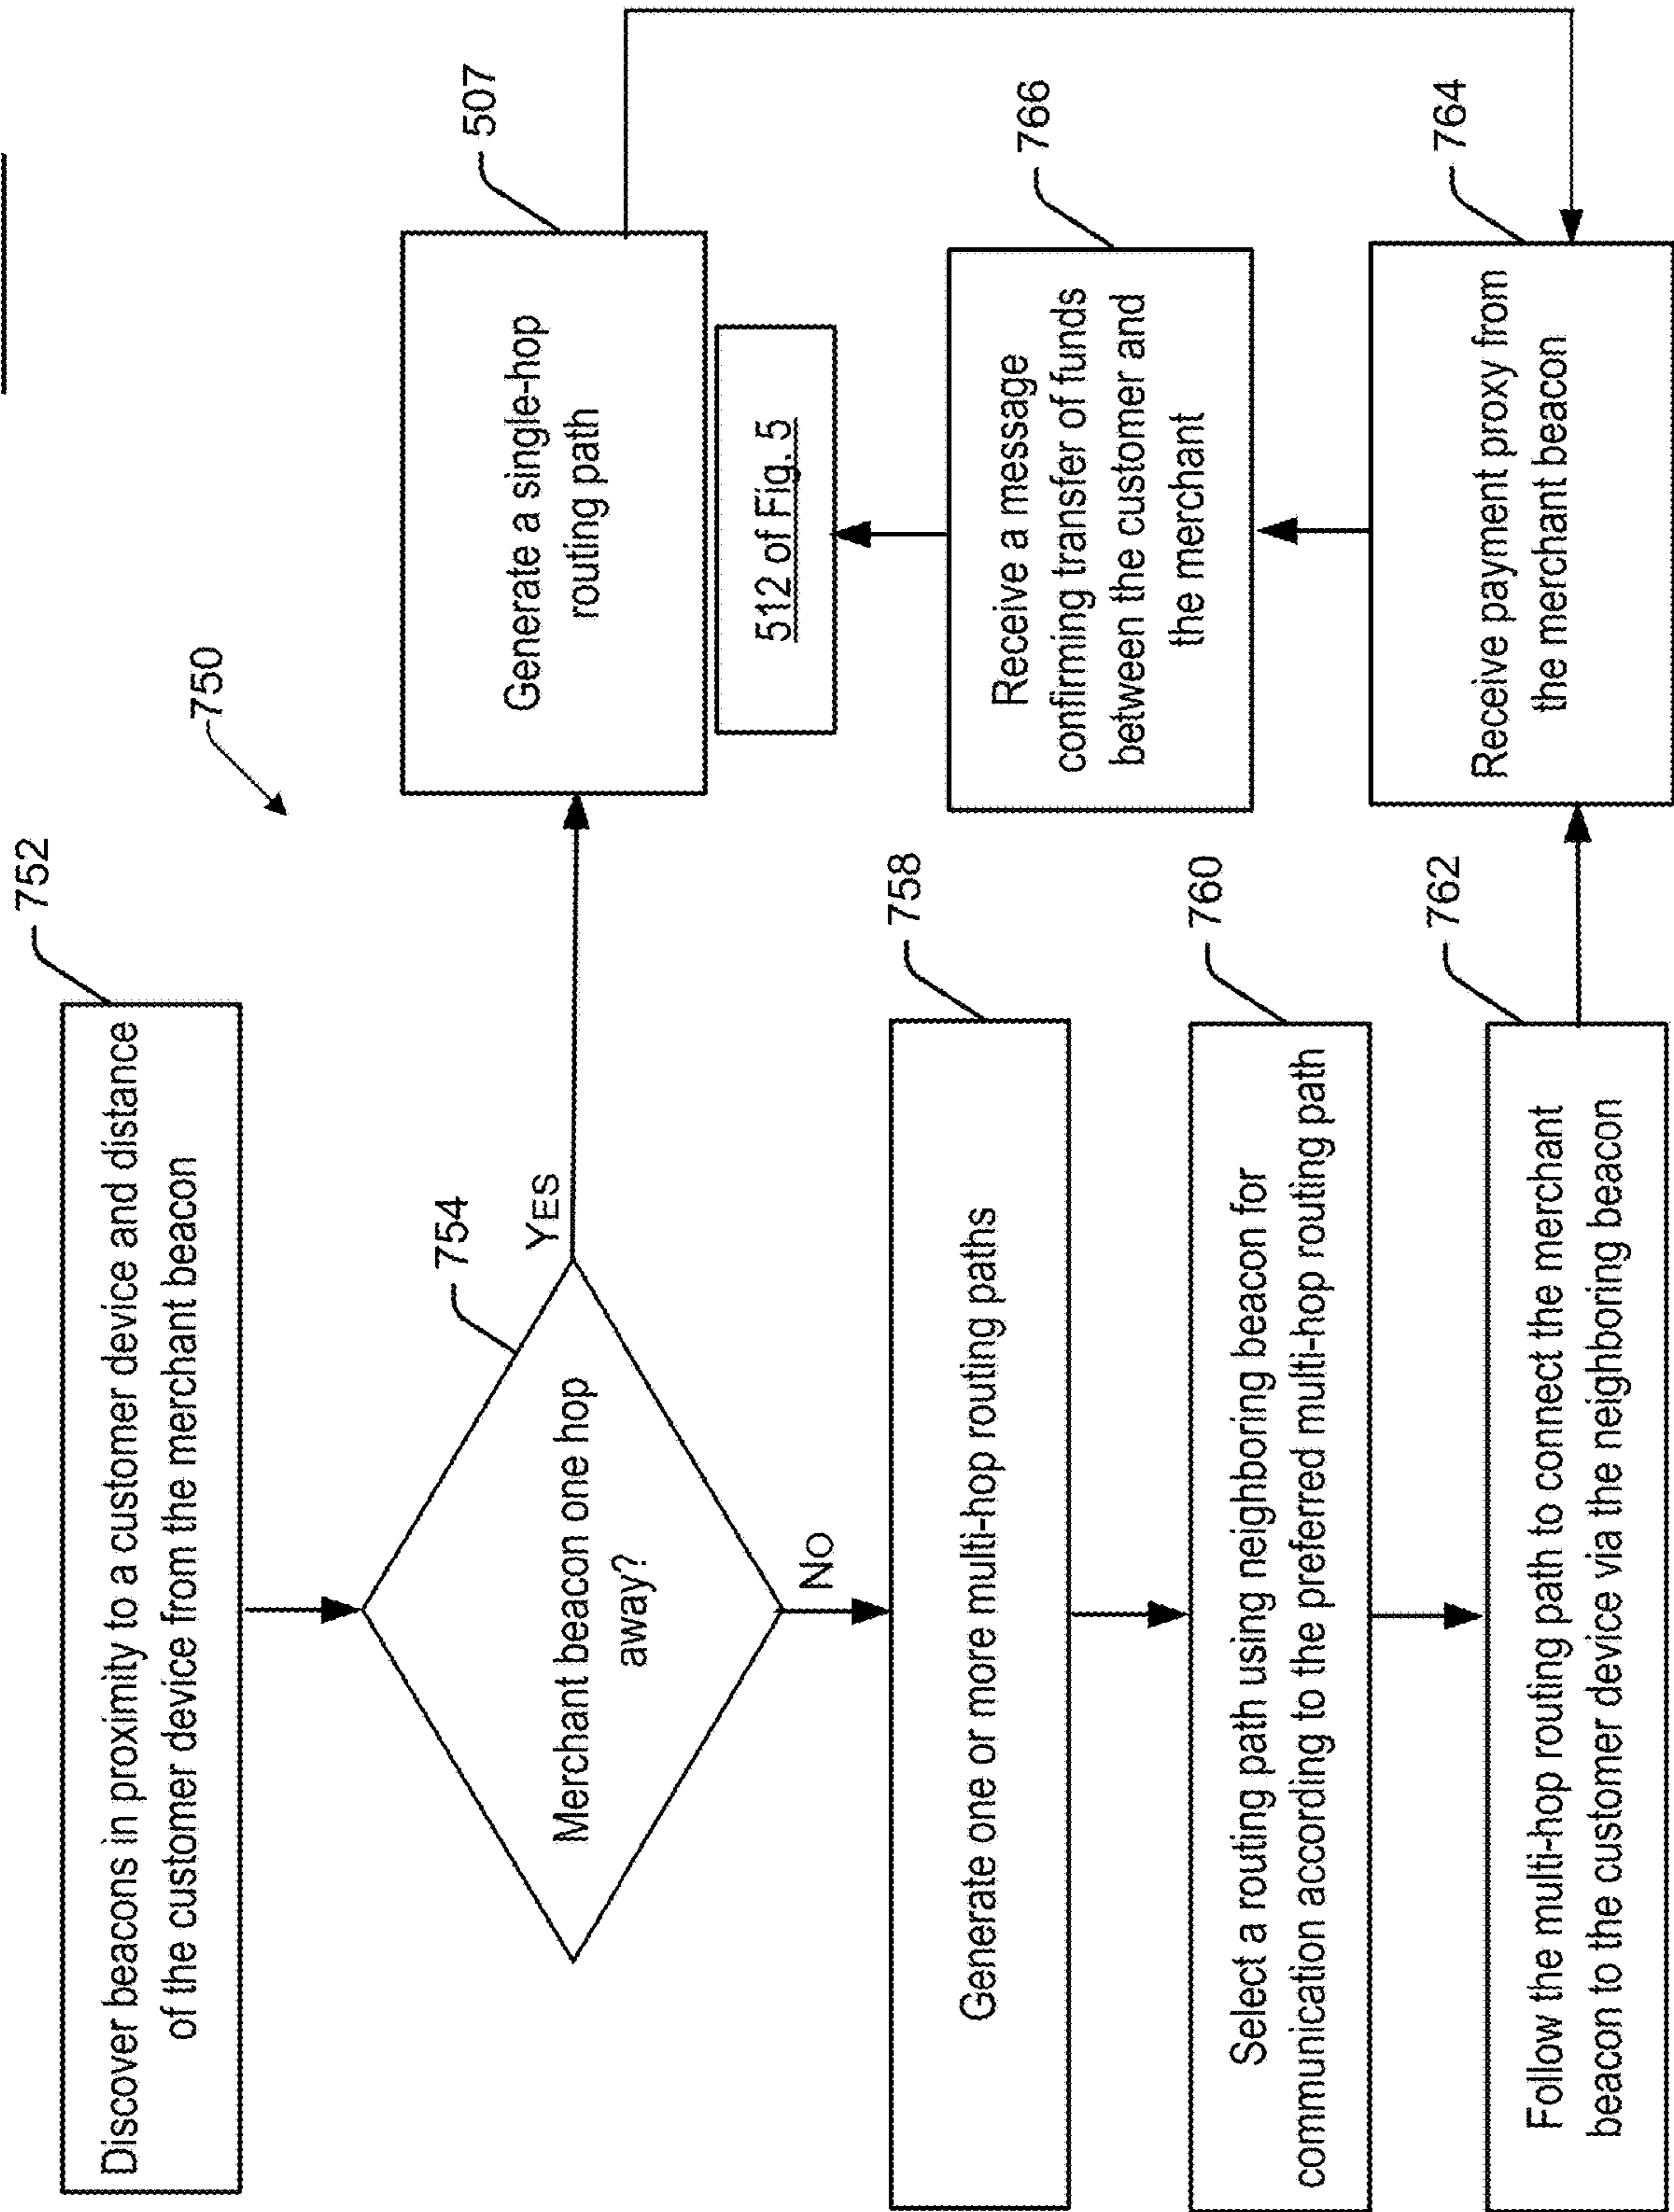 750
752
Discover beacons in proximity to a customer device and distance
of the customer device from the merchant beacon
754
Merchant beacon one hop
away?
YES
NO
507
Generate a single-hop
routing path
512 of Fig. 5
758
Generate one or more multi-hop routing paths
766
Receive a message
confirming transfer of funds
between the customer and
the merchant
760
Select a routing path using neighboring beacon for
communication according to the preferred multi-hop routing path
762
Follow the multi-hop routing path to connect the merchant
beacon to the customer device via the neighboring beacon
764
Receive payment proxy from
the merchant beacon